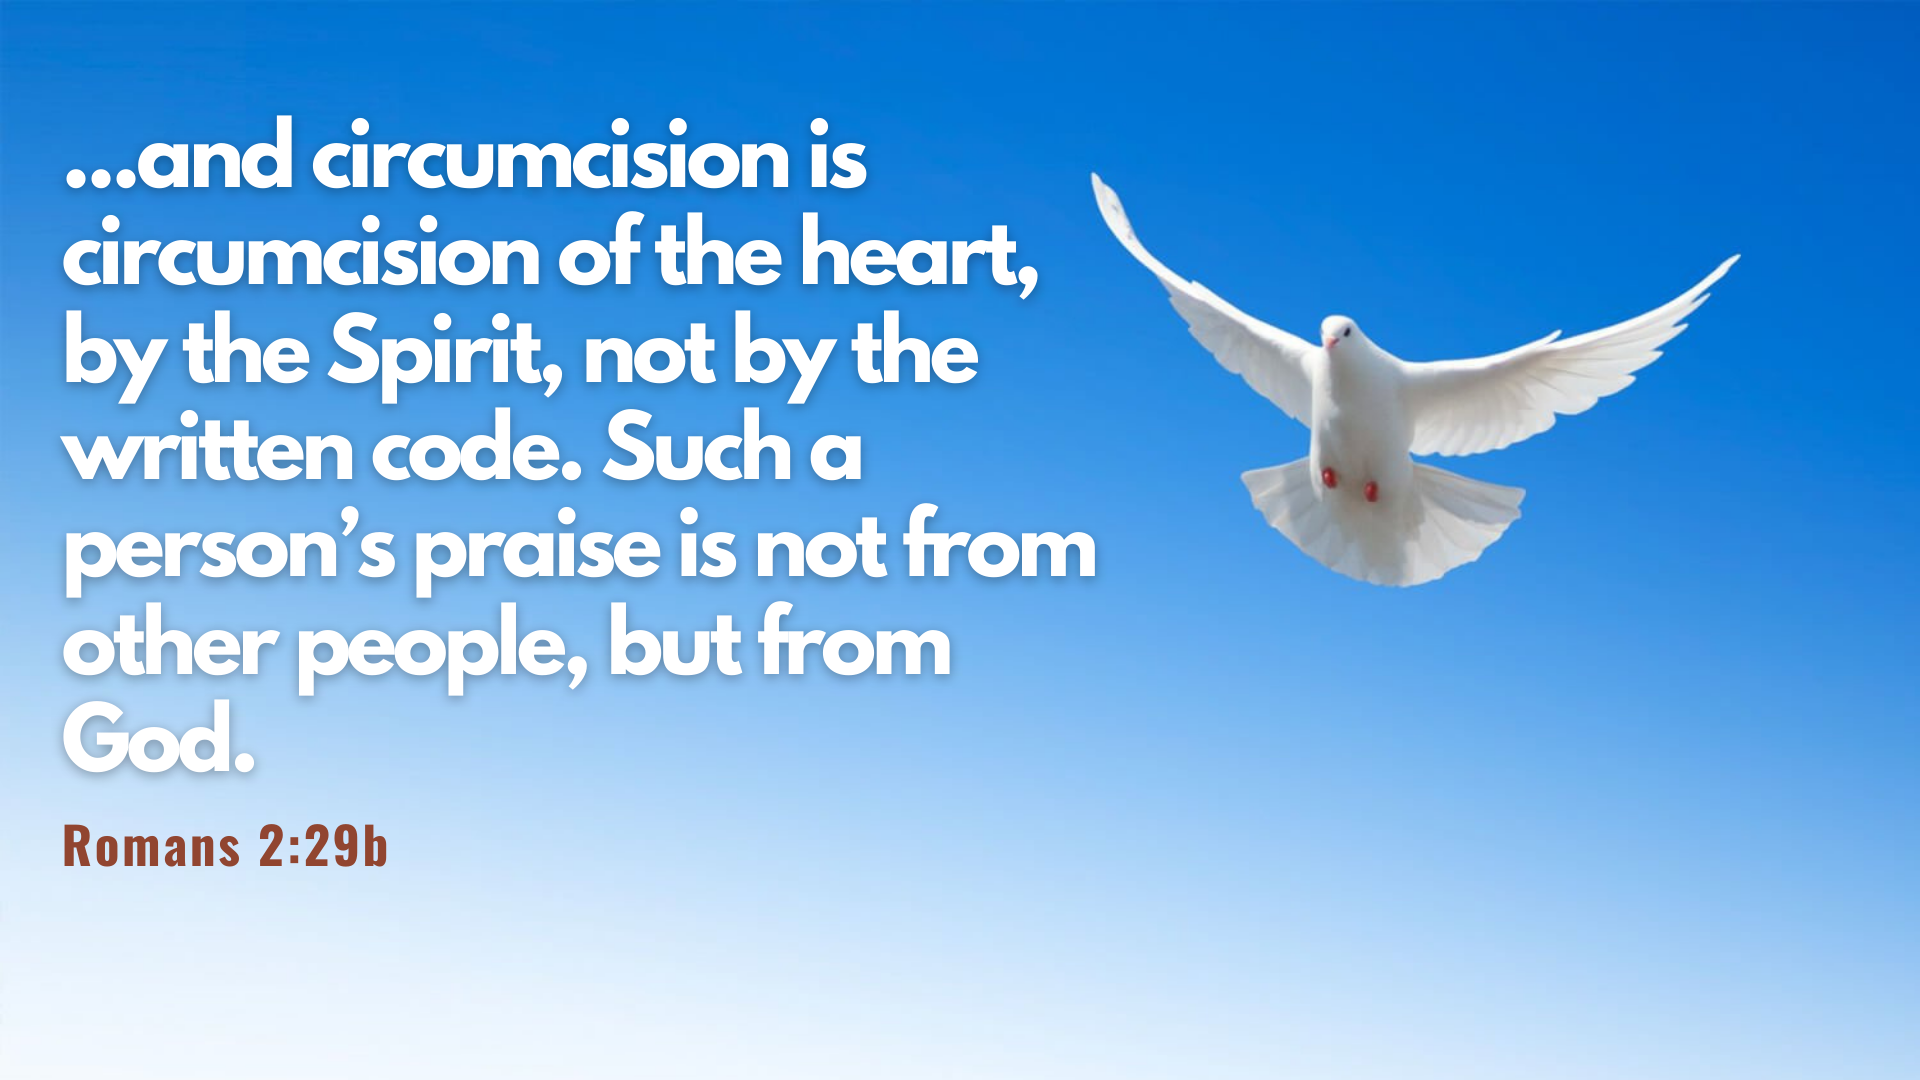 ...and circumcision is
circumcision of the heart,
by the Spirit, not by the
written code. Such a
person’s praise is not from
other people, but from
God.
Romans 2:29b